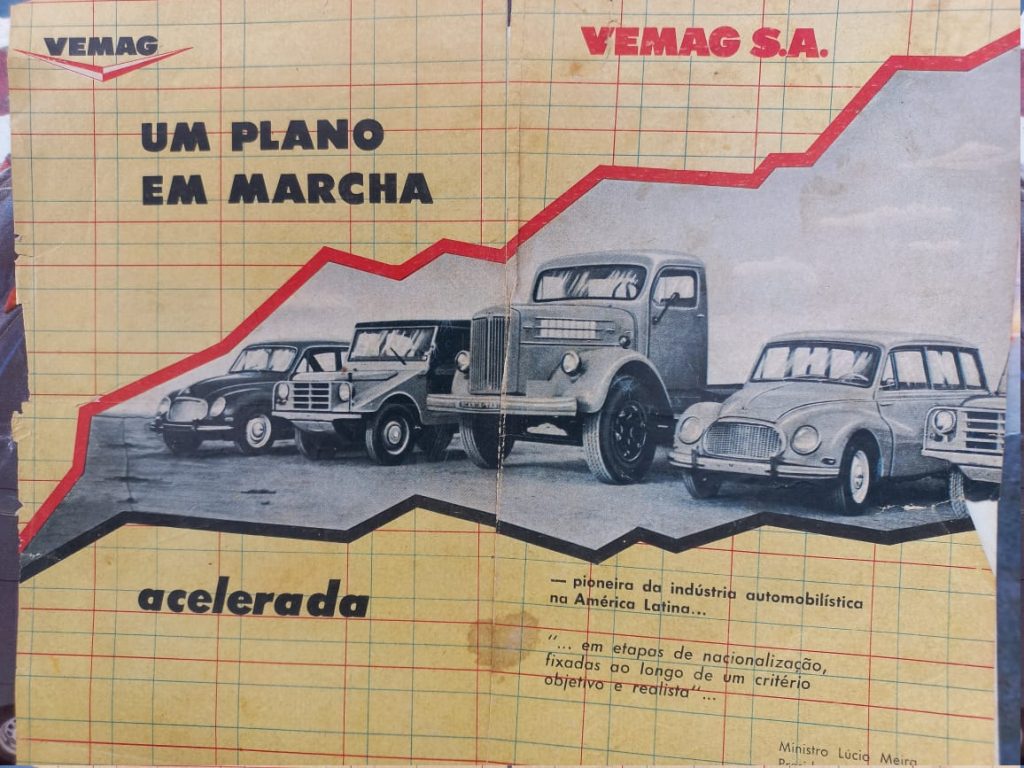 VEMAG
UM PLANO
EM MARCHA
acelerada
VEMAG S.A.
— pioneira da indústria automobilística
na América Latina...
"... em etapas de nacionalização,
fixadas ao longo de um critério
objetivo e realista"...
Ministro Lúcio Meira